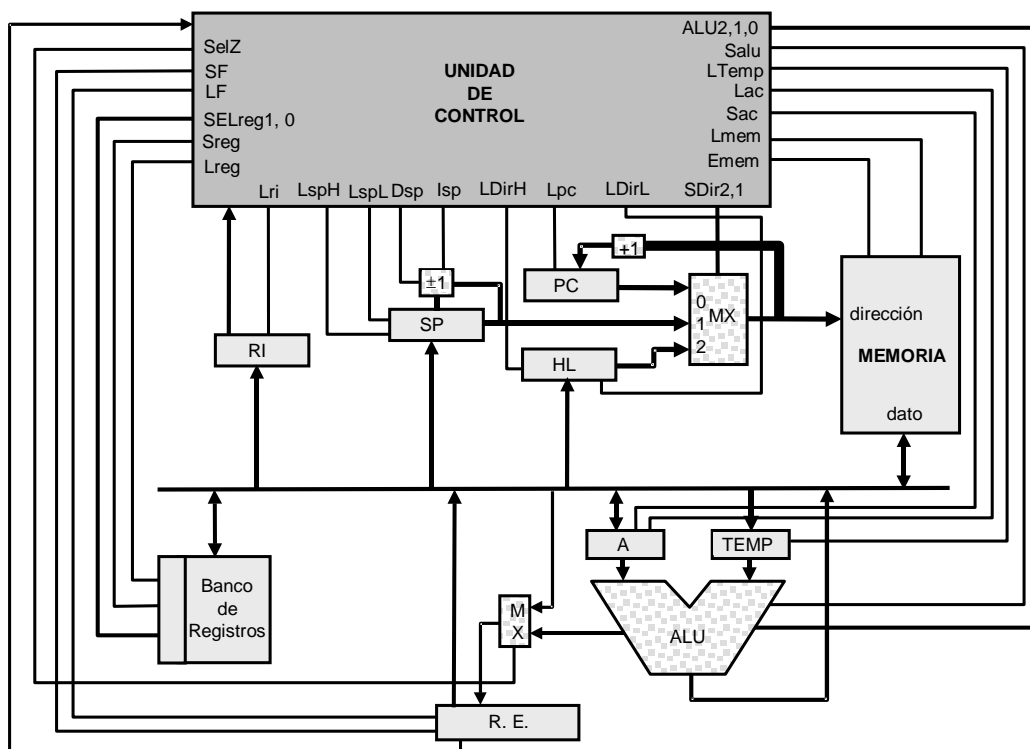 UNIDAD
DE
CONTROL
SelZ
SF
LF
SELreg1, 0
Sreg
Lreg
Lri
LspH
LspL
Dsp
Isp
LDirH
Lpc
LDirL
SDir2,1
ALU2,1,0
Salu
LTemp
Lac
Sac
Lmem
Emem
+1
±1
PC
SP
HL
RI
0
1
2
MX
dirección
MEMORIA
dato
A
TEMP
Banco
de
Registros
M
X
ALU
R. E.